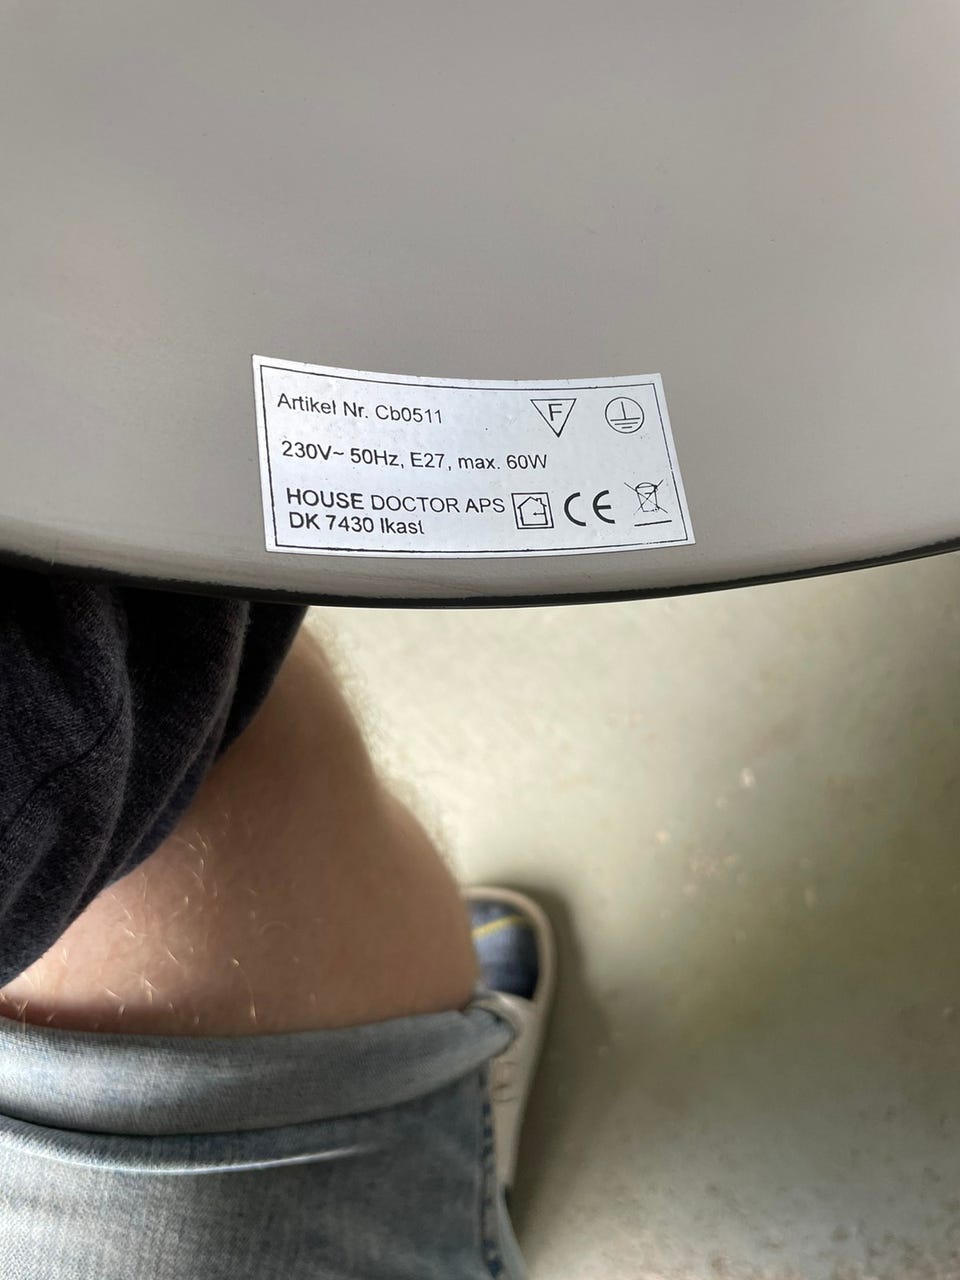 Artikel Nr. Cb0511
F
230V~ 50Hz, E27, max. 60W
HOUSE DOCTOR APS
DK 7430 Ikast
CE